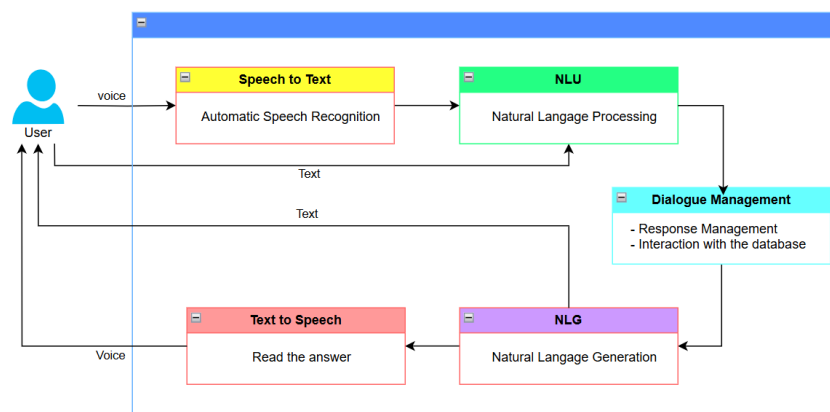 Speech to Text
NLU
voice
Automatic Speech Recognition
Natural Langage Processing
User
Text
Dialogue Management
Text
- Response Management
- Interaction with the database
Text to Speech
NLG
Voice
Read the answer
Natural Langage Generation